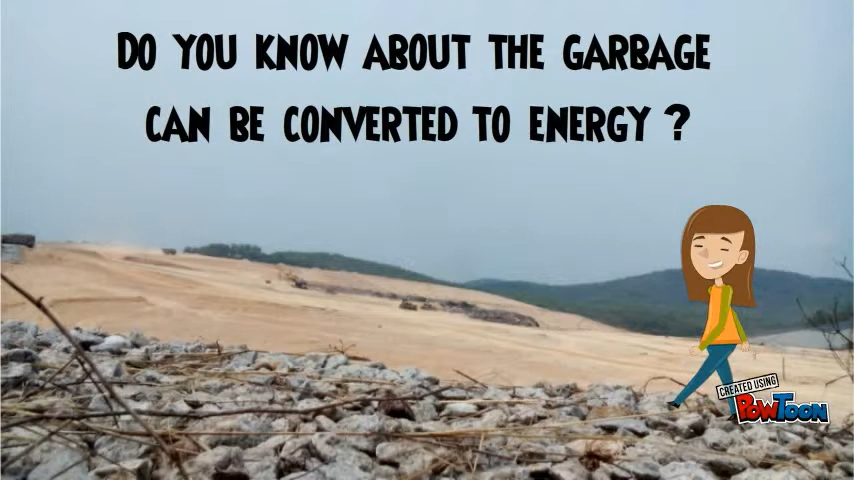 DO YOU KNOW ABOUT THE GARBAGE
CAN BE CONVERTED TO ENERGY ?
CREATED USING
POWTOON